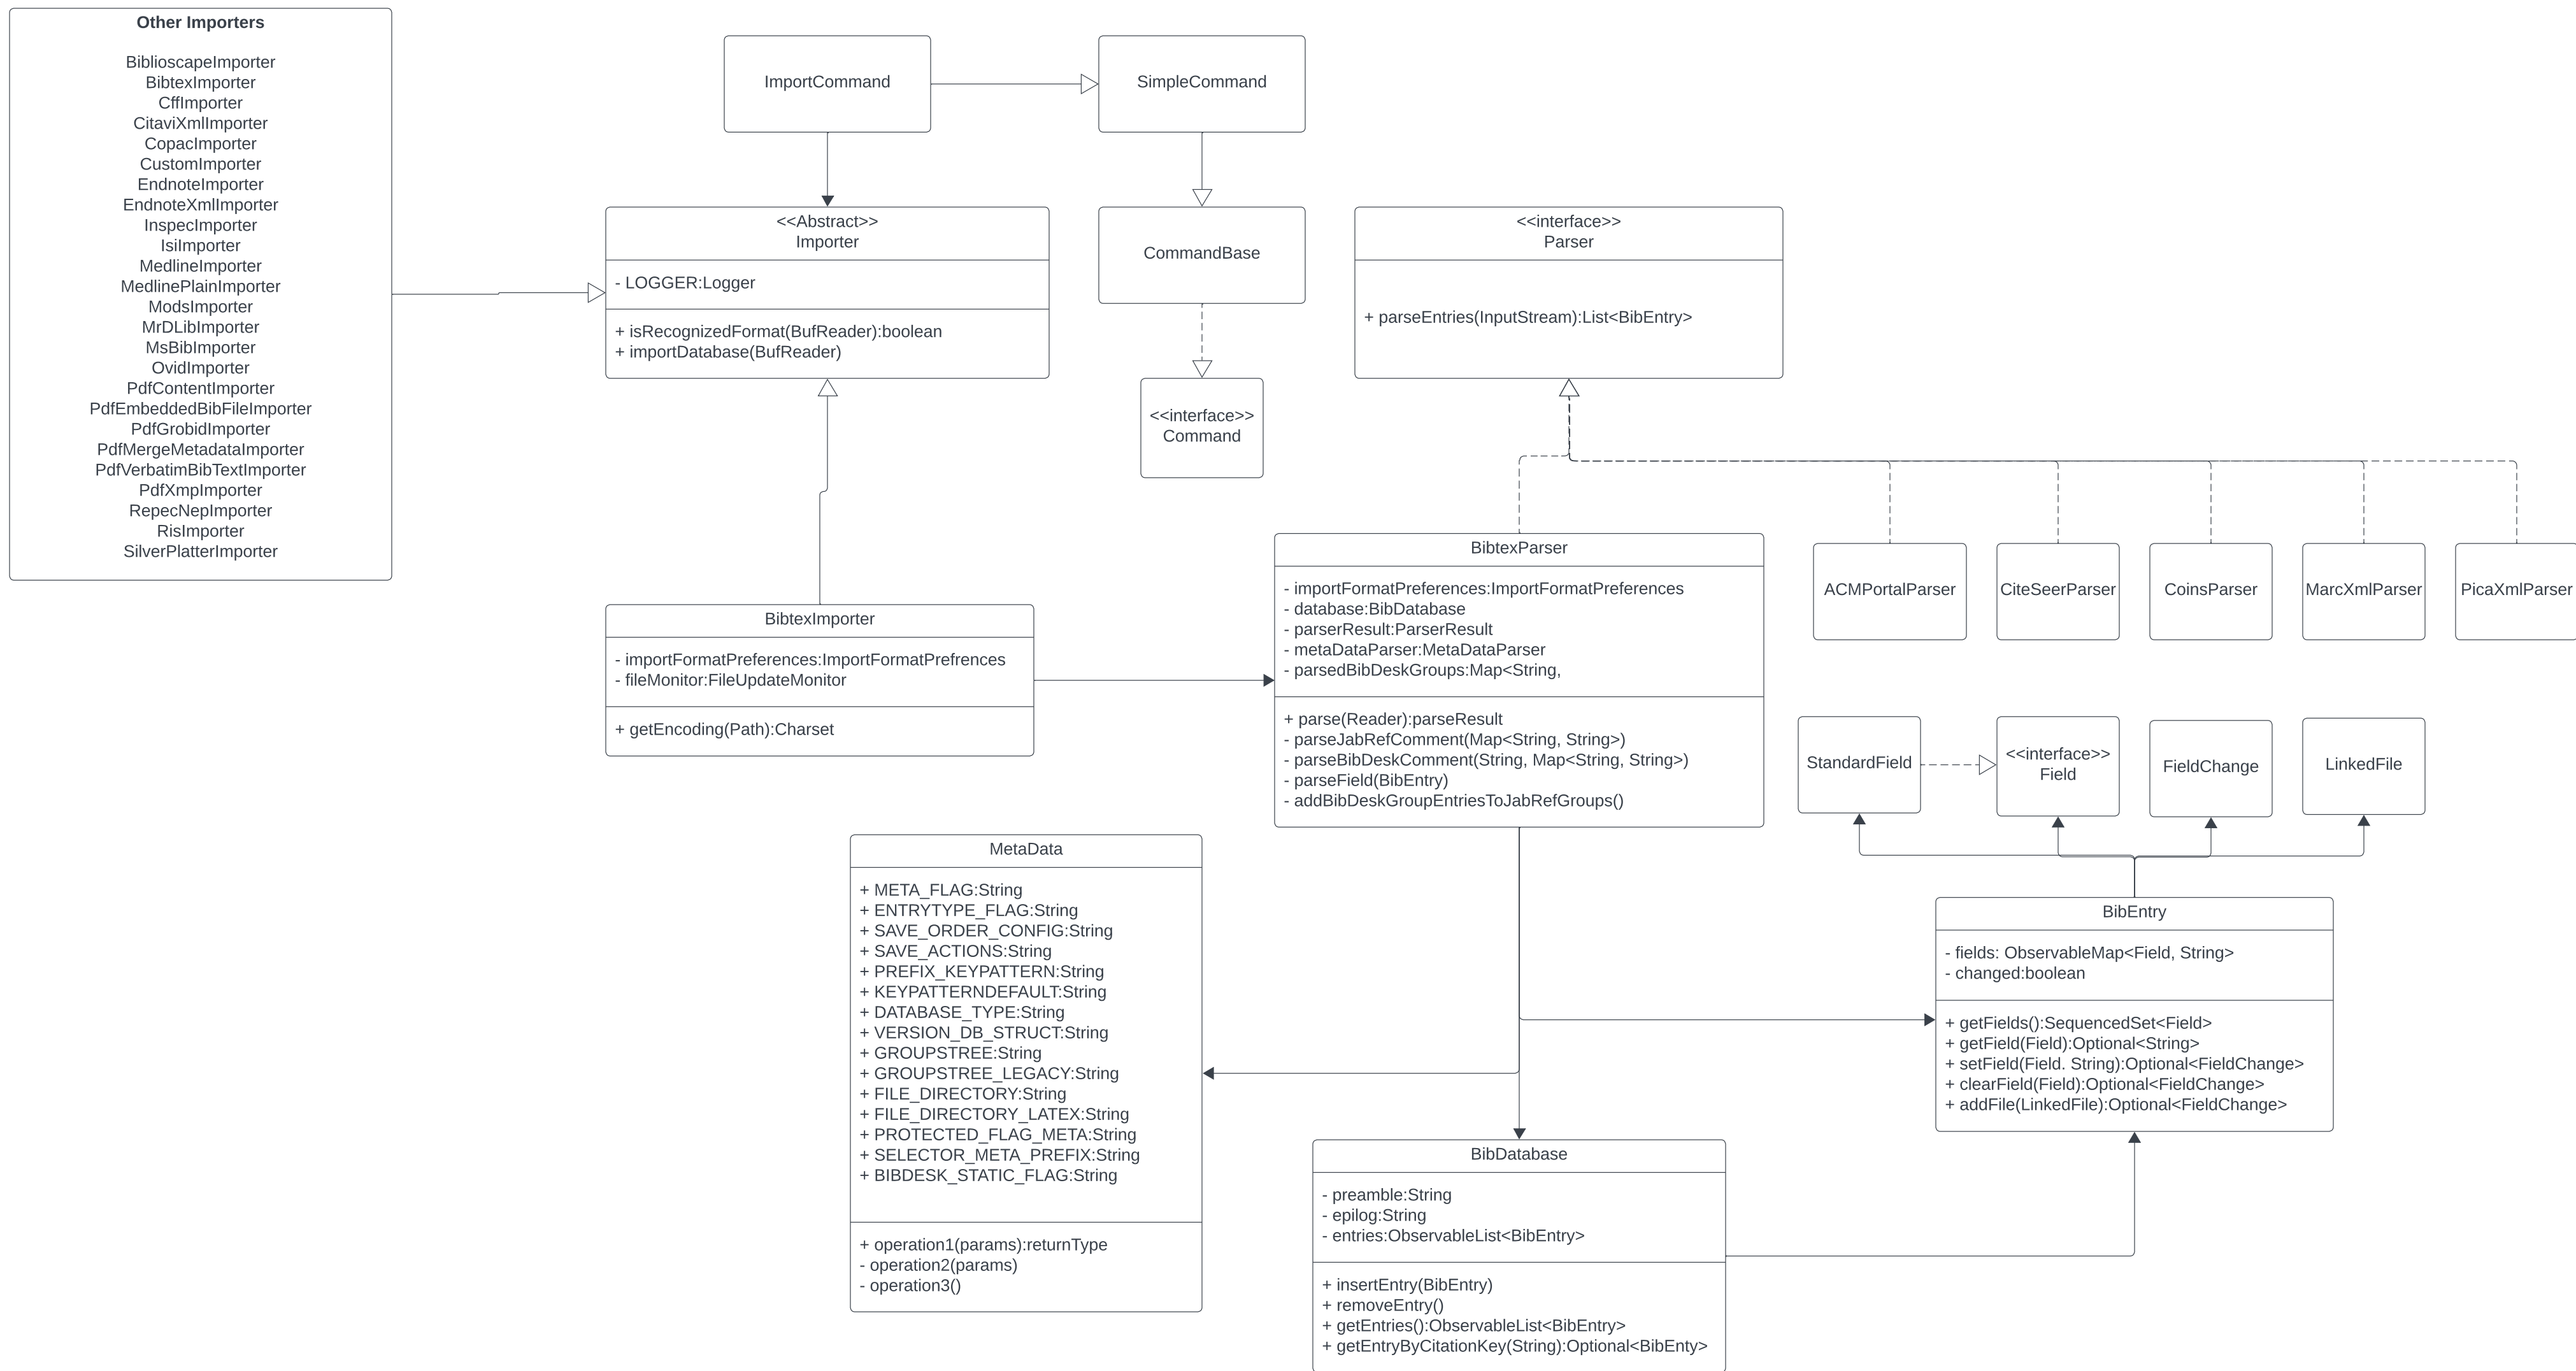 Other Importers
BiblioscapeImporter
BibtexImporter
CffImporter
CitaviXmlImporter
CopacImporter
CustomImporter
EndnoteImporter
EndnoteXmlImporter
InspecImporter
IsiImporter
MedlineImporter
MedlinePlainImporter
ModsImporter
MrDLibImporter
MsBibImporter
OvidImporter
PdfContentImporter
PdfEmbeddedBibFileImporter
PdfGrobidImporter
PdfMergeMetadataImporter
PdfVerbatimBibTextImporter
PdfXmpImporter
RepecNepImporter
RisImporter
SilverPlatterImporter
ImportCommand
SimpleCommand
<<Abstract>>
Importer
- LOGGER:Logger
+ isRecognizedFormat(BufReader):boolean
+ importDatabase(BufReader)
CommandBase
<<interface>>
Command
<<interface>>
Parser
+ parseEntries(InputStream):List<BibEntry>
BibtexImporter
- importFormatPreferences:ImportFormatPrefrences
- fileMonitor:FileUpdateMonitor
+ getEncoding(Path):Charset
BibtexParser
- importFormatPreferences:ImportFormatPreferences
- database:BibDatabase
- parserResult:ParserResult
- metaDataParser:MetaDataParser
- parsedBibDeskGroups:Map<String,
+ parse(Reader):parseResult
- parseJabRefComment(Map<String, String>)
- parseBibDeskComment(String, Map<String, String>)
- parseField(BibEntry)
- addBibDeskGroupEntriesToJabRefGroups()
ACMPortalParser
CiteSeerParser
CoinsParser
MarcXmlParser
PicaXmlParser
StandardField
<<interface>>
Field
FieldChange
LinkedFile
MetaData
+ META_FLAG:String
+ ENTRYTYPE_FLAG:String
+ SAVE_ORDER_CONFIG:String
+ SAVE_ACTIONS:String
+ PREFIX_KEYPATTERN:String
+ KEYPATTERNDEFAULT:String
+ DATABASE_TYPE:String
+ VERSION_DB_STRUCT:String
+ GROUPSTREE:String
+ GROUPSTREE_LEGACY:String
+ FILE_DIRECTORY:String
+ FILE_DIRECTORY_LATEX:String
+ PROTECTED_FLAG_META:String
+ SELECTOR_META_PREFIX:String
+ BIBDESK_STATIC_FLAG:String
+ operation1(params):returnType
- operation2(params)
- operation3()
BibEntry
- fields: ObservableMap<Field, String>
- changed:boolean
+ getFields():SequencedSet<Field>
+ getField(Field):Optional<String>
+ setField(Field. String):Optional<FieldChange>
+ clearField(Field):Optional<FieldChange>
+ addFile(LinkedFile):Optional<FieldChange>
BibDatabase
- preamble:String
- epilog:String
- entries:ObservableList<BibEntry>
+ insertEntry(BibEntry)
+ removeEntry()
+ getEntries():ObservableList<BibEntry>
+ getEntryByCitationKey(String):Optional<BibEnty>